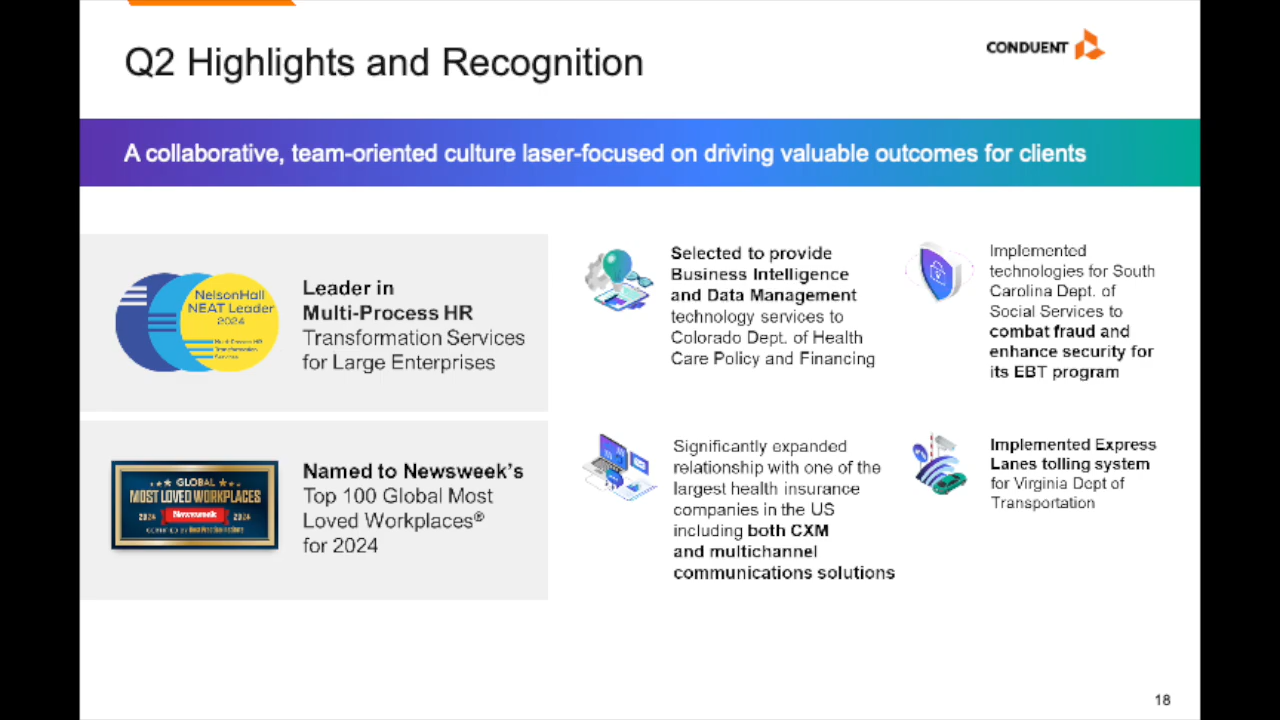 Q2 Highlights and Recognition
CONDUENT
A collaborative, team-oriented culture laser-focused on driving valuable outcomes for clients
NelsonHall
NEAT Leader
2024
Multi-Process HR
Transformation
Services
Leader in
Multi-Process HR
Transformation Services
for Large Enterprises
GLOBAL
MOST LOVED WORKPLACES
2024 Newsweek 2024
Named to Newsweek's
Top 100 Global Most
Loved Workplaces®
for 2024
Selected to provide
Business Intelligence
and Data Management
technology services to
Colorado Dept. of Health
Care Policy and Financing
Implemented
technologies for South
Carolina Dept. of
Social Services to
combat fraud and
enhance security for
its EBT program
Significantly expanded
relationship with one of the
largest health insurance
companies in the US
including both CXM
and multichannel
communications solutions
Implemented Express
Lanes tolling system
for Virginia Dept of
Transportation
18